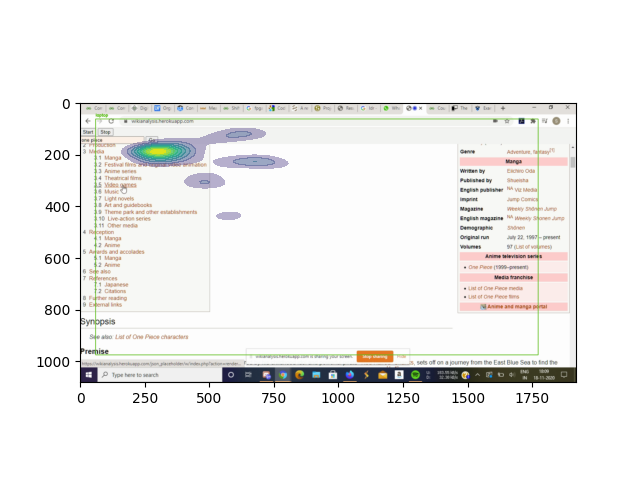 0
200
400
600
800
1000
0
250
500
750
1000
1250
1500
1750
wikianalysis.herokuapp.com
Start Stop
one piece
2 Production
3 Media
3.1 Manga
3.2 Festival films and original video animation
3.3 Anime series
3.4 Theatrical films
3.5 Video games
3.6 Music
3.7 Light novels
3.8 Art and guidebooks
3.9 Theme park and other establishments
3.10 Live-action series
3.11 Other media
4 Reception
4.1 Manga
4.2 Anime
5 Awards and accolades
5.1 Manga
5.2 Anime
6 See also
7 References
7.1 Japanese
7.2 Citations
8 Further reading
9 External links
Synopsis
See also: List of One Piece characters
Premise
Genre Adventure, fantasy
Manga
Written by Eiichiro Oda
Published by Shueisha
English publisher NA Viz Media
Imprint Jump Comics
Magazine Weekly Shōnen Jump
English magazine NA Weekly Shonen Jump
Demographic Shōnen
Original run July 22, 1997 – present
Volumes 97 (List of volumes)
Anime television series
• One Piece (1999–present)
Media franchise
• List of One Piece media
• List of One Piece films
Anime and manga portal
wikianalysis.herokuapp.com is sharing your screen. Stop sharing Hide
, sets off on a journey from the East Blue Sea to find the
Type here to search
ENG
IN
18:09
18-11-2020